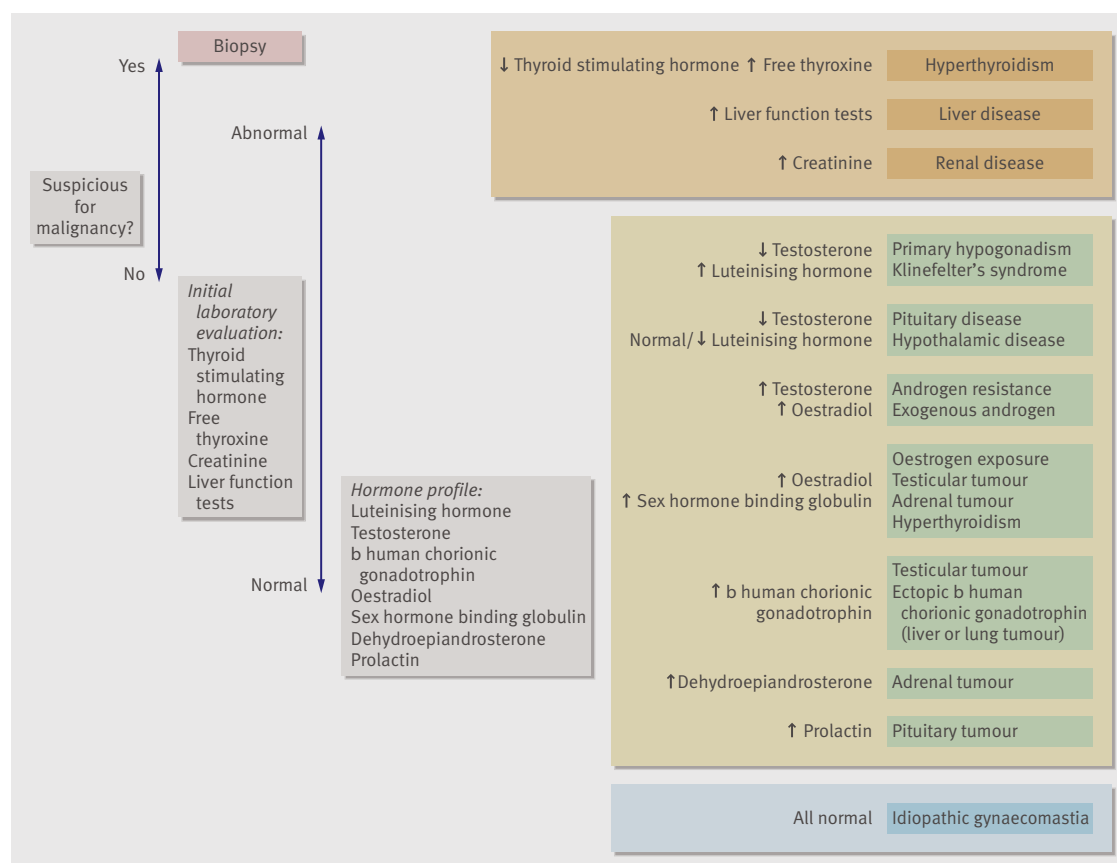 Biopsy
Yes
Abnormal
Suspicious
for
malignancy?
No
Initial
laboratory
evaluation:
Thyroid
stimulating
hormone
Free
thyroxine
Creatinine
Liver function
tests
Normal
Hormone profile:
Luteinising hormone
Testosterone
b human chorionic
gonadotrophin
Oestradiol
Sex hormone binding globulin
Dehydroepiandrosterone
Prolactin
↓ Thyroid stimulating hormone ↑ Free thyroxine
Hyperthyroidism
↑ Liver function tests
Liver disease
↑ Creatinine
Renal disease
↓ Testosterone
↑ Luteinising hormone
Primary hypogonadism
Klinefelter’s syndrome
↓ Testosterone
Normal/↓ Luteinising hormone
Pituitary disease
Hypothalamic disease
↑ Testosterone
↑ Oestradiol
Androgen resistance
Exogenous androgen
↑ Oestradiol
↑ Sex hormone binding globulin
Oestrogen exposure
Testicular tumour
Adrenal tumour
Hyperthyroidism
↑ b human chorionic
gonadotrophin
Testicular tumour
Ectopic b human
chorionic gonadotrophin
(liver or lung tumour)
↑Dehydroepiandrosterone
Adrenal tumour
↑ Prolactin
Pituitary tumour
All normal
Idiopathic gynaecomastia